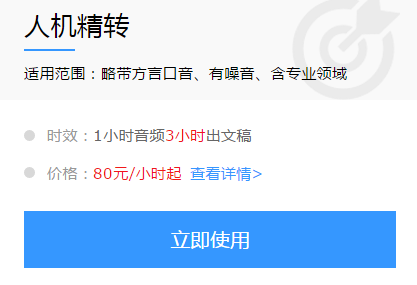 人机精转
适用范围：略带方言口音、有噪音、含专业领域
时效：1小时音频3小时出文稿
价格：80元/小时起 查看详情>
立即使用